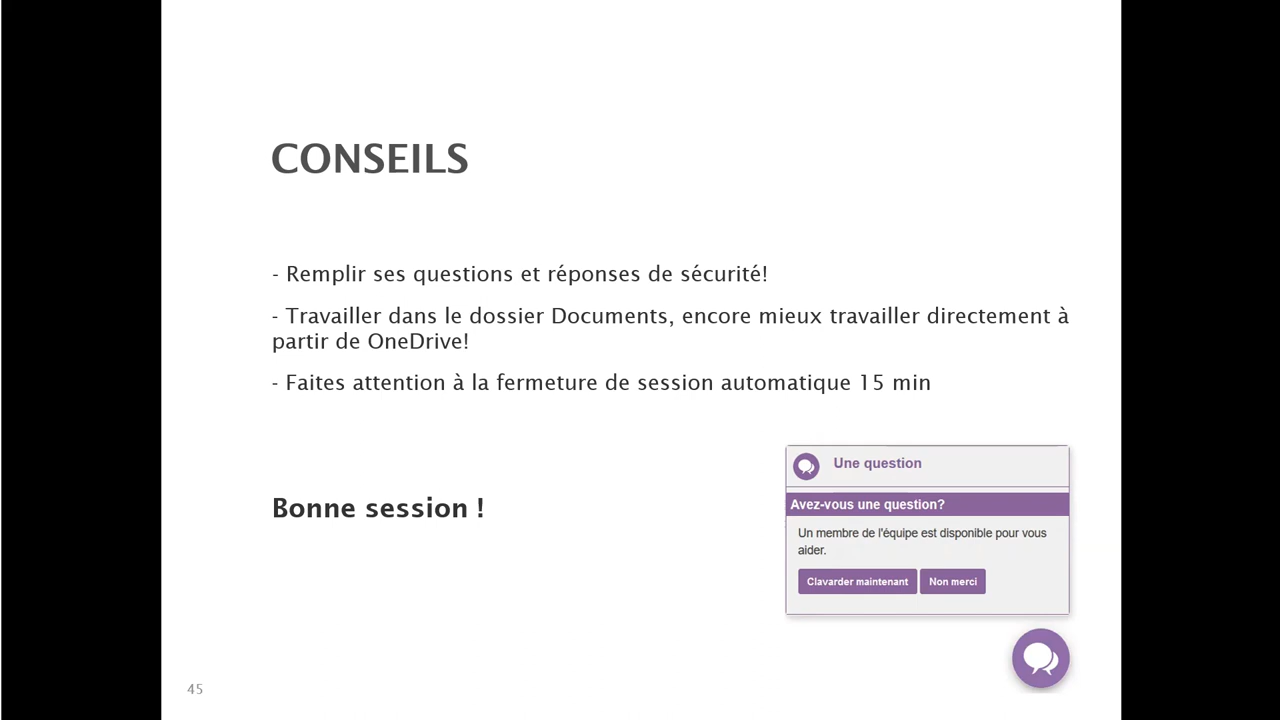 CONSEILS
- Remplir ses questions et réponses de sécurité!
- Travailler dans le dossier Documents, encore mieux travailler directement à
partir de OneDrive!
- Faites attention à la fermeture de session automatique 15 min
Bonne session !
Une question
Avez-vous une question?
Un membre de l'équipe est disponible pour vous
aider.
Clavarder maintenant Non merci
45